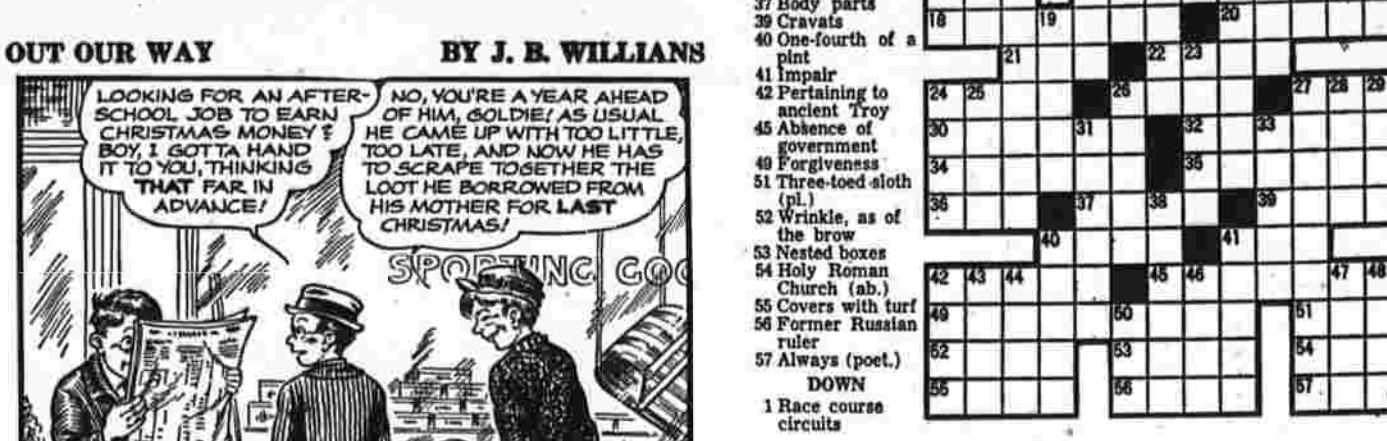 OUT OUR WAY BY J. B. WILLIANS
LOOKING FOR AN AFTER-
SCHOOL JOB TO EARN
CHRISTMAS MONEY?
BOY, I GOTTA HAND
IT TO YOU, THINKING
THAT FAR IN
ADVANCE!
NO, YOU'RE A YEAR AHEAD
OF HIM, GOLDIE! AS USUAL
HE CAME UP WITH TOO LITTLE,
TOO LATE, AND NOW HE HAS
TO SCRAPE TOGETHER THE
LOOT HE BORROWED FROM
HIS MOTHER FOR LAST
CHRISTMAS!
SPORTING GOO
37 Body parts
39 Cravats
40 One-fourth of a
pint
41 Impair
42 Pertaining to
ancient Troy
45 Absence of
government
49 Forgiveness
51 Three-toed sloth
(pl.)
52 Wrinkle, as of
the brow
53 Nested boxes
54 Holy Roman
Church (ab.)
55 Covers with turf
56 Former Russian
ruler
57 Always (poet.)
DOWN
1 Race course
circuits
18 19 20
21 22 23
24 25 26 27 28 29
30 31 32 33
34 35
36 37 38 39
40 41
42 43 44 45 46 47 48
49 50 51
52 53 54
55 56 57